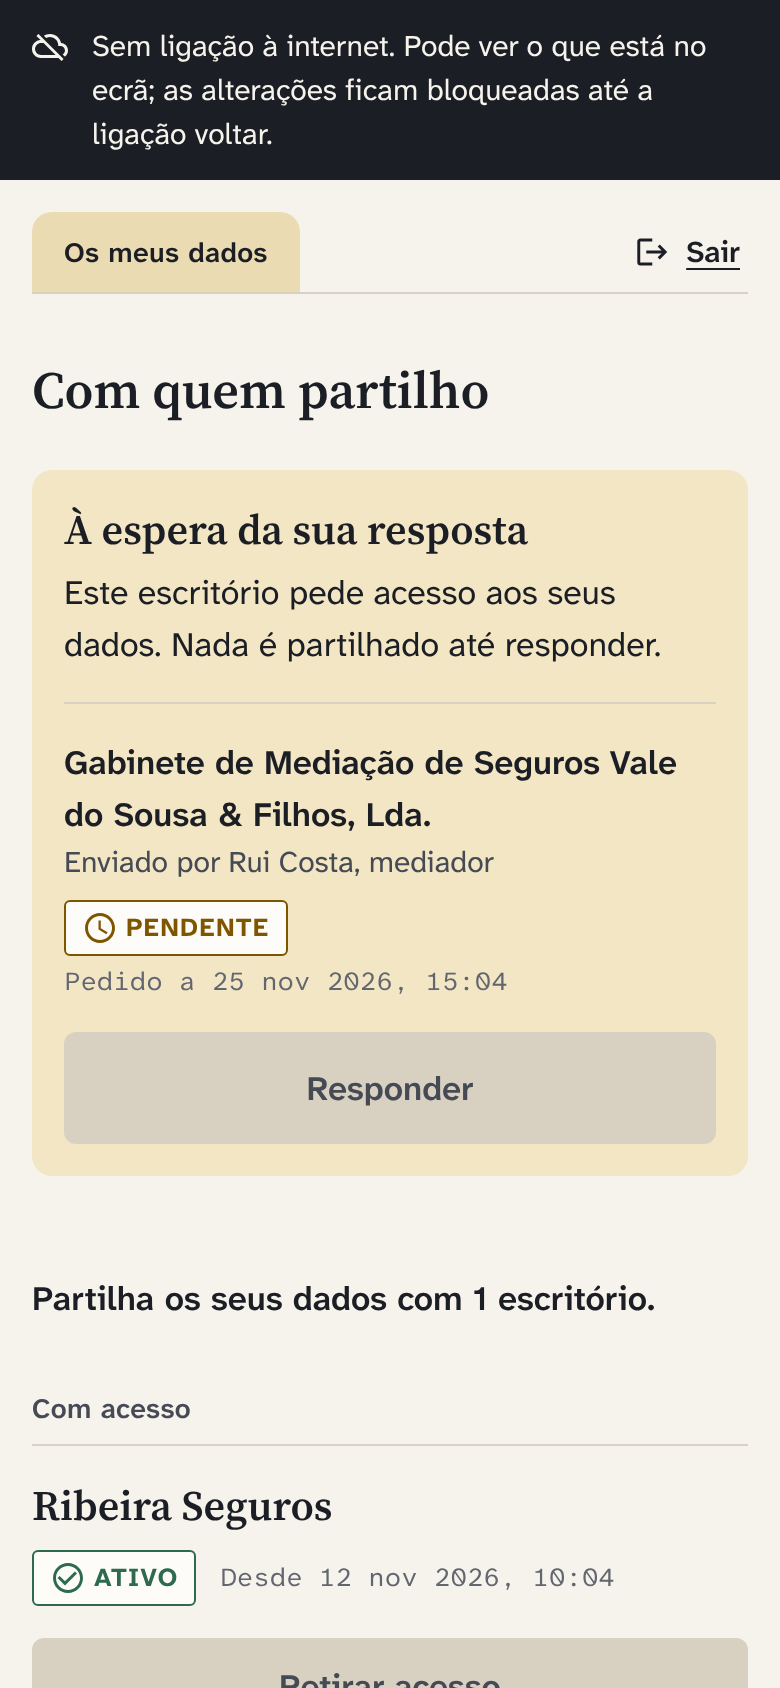 Sem ligação à internet. Pode ver o que está no
ecrã; as alterações ficam bloqueadas até a
ligação voltar.
Os meus dados
Sair
Com quem partilho
À espera da sua resposta
Este escritório pede acesso aos seus
dados. Nada é partilhado até responder.
Gabinete de Mediação de Seguros Vale
do Sousa & Filhos, Lda.
Enviado por Rui Costa, mediador
PENDENTE
Pedido a 25 nov 2026, 15:04
Responder
Partilha os seus dados com 1 escritório.
Com acesso
Ribeira Seguros
ATIVO
Desde 12 nov 2026, 10:04
Retirar acesso